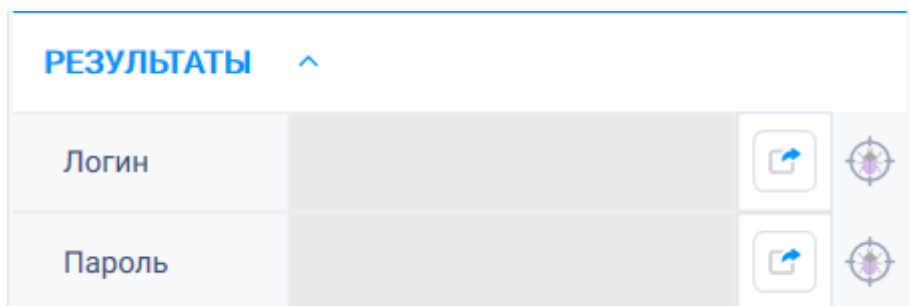 РЕЗУЛЬТАТЫ
Логин
Пароль